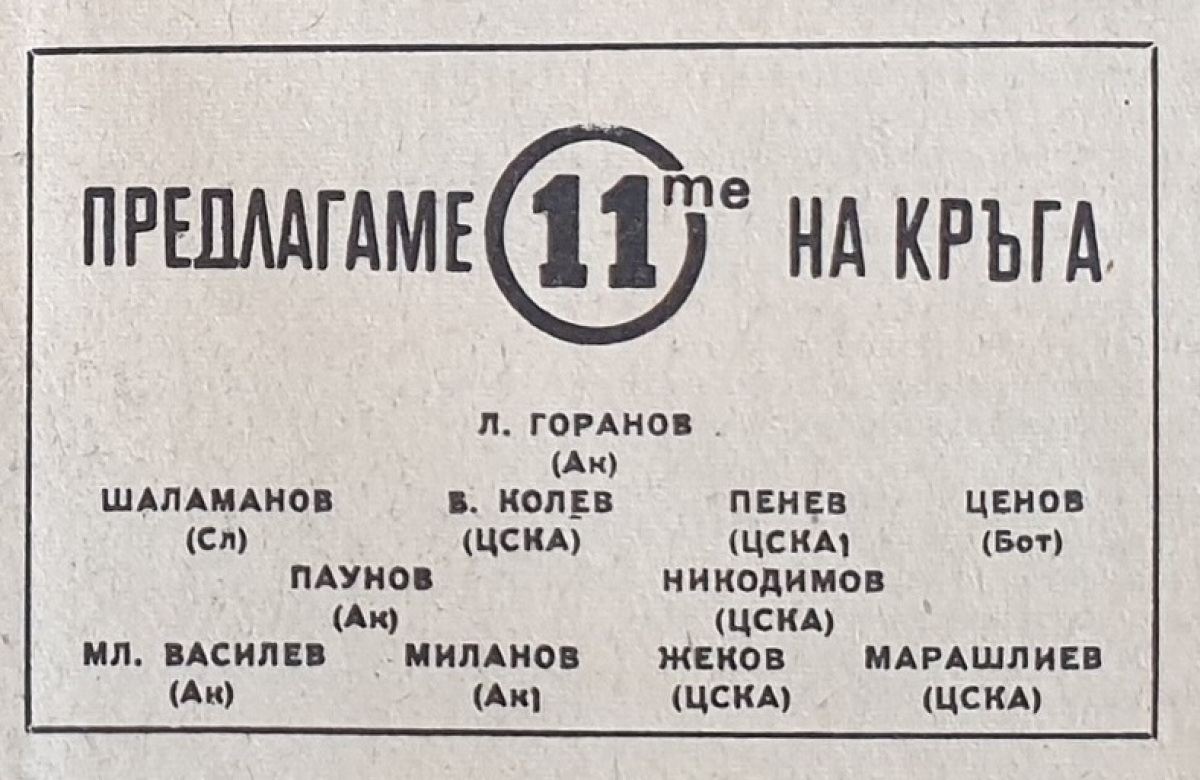 ПРЕДЛАГАМЕ 11те НА КРЪГА
Л. ГОРАНОВ
(Ак)
ШАЛАМАНОВ В. КОЛЕВ ПЕНЕВ ЦЕНОВ
(Сл) (ЦСКА) (ЦСКА) (Бот)
ПАУНОВ НИКОДИМОВ
(Ак) (ЦСКА)
МЛ. ВАСИЛЕВ МИЛАНОВ ЖЕКОВ МАРАШЛИЕВ
(Ак) (Ак) (ЦСКА) (ЦСКА)